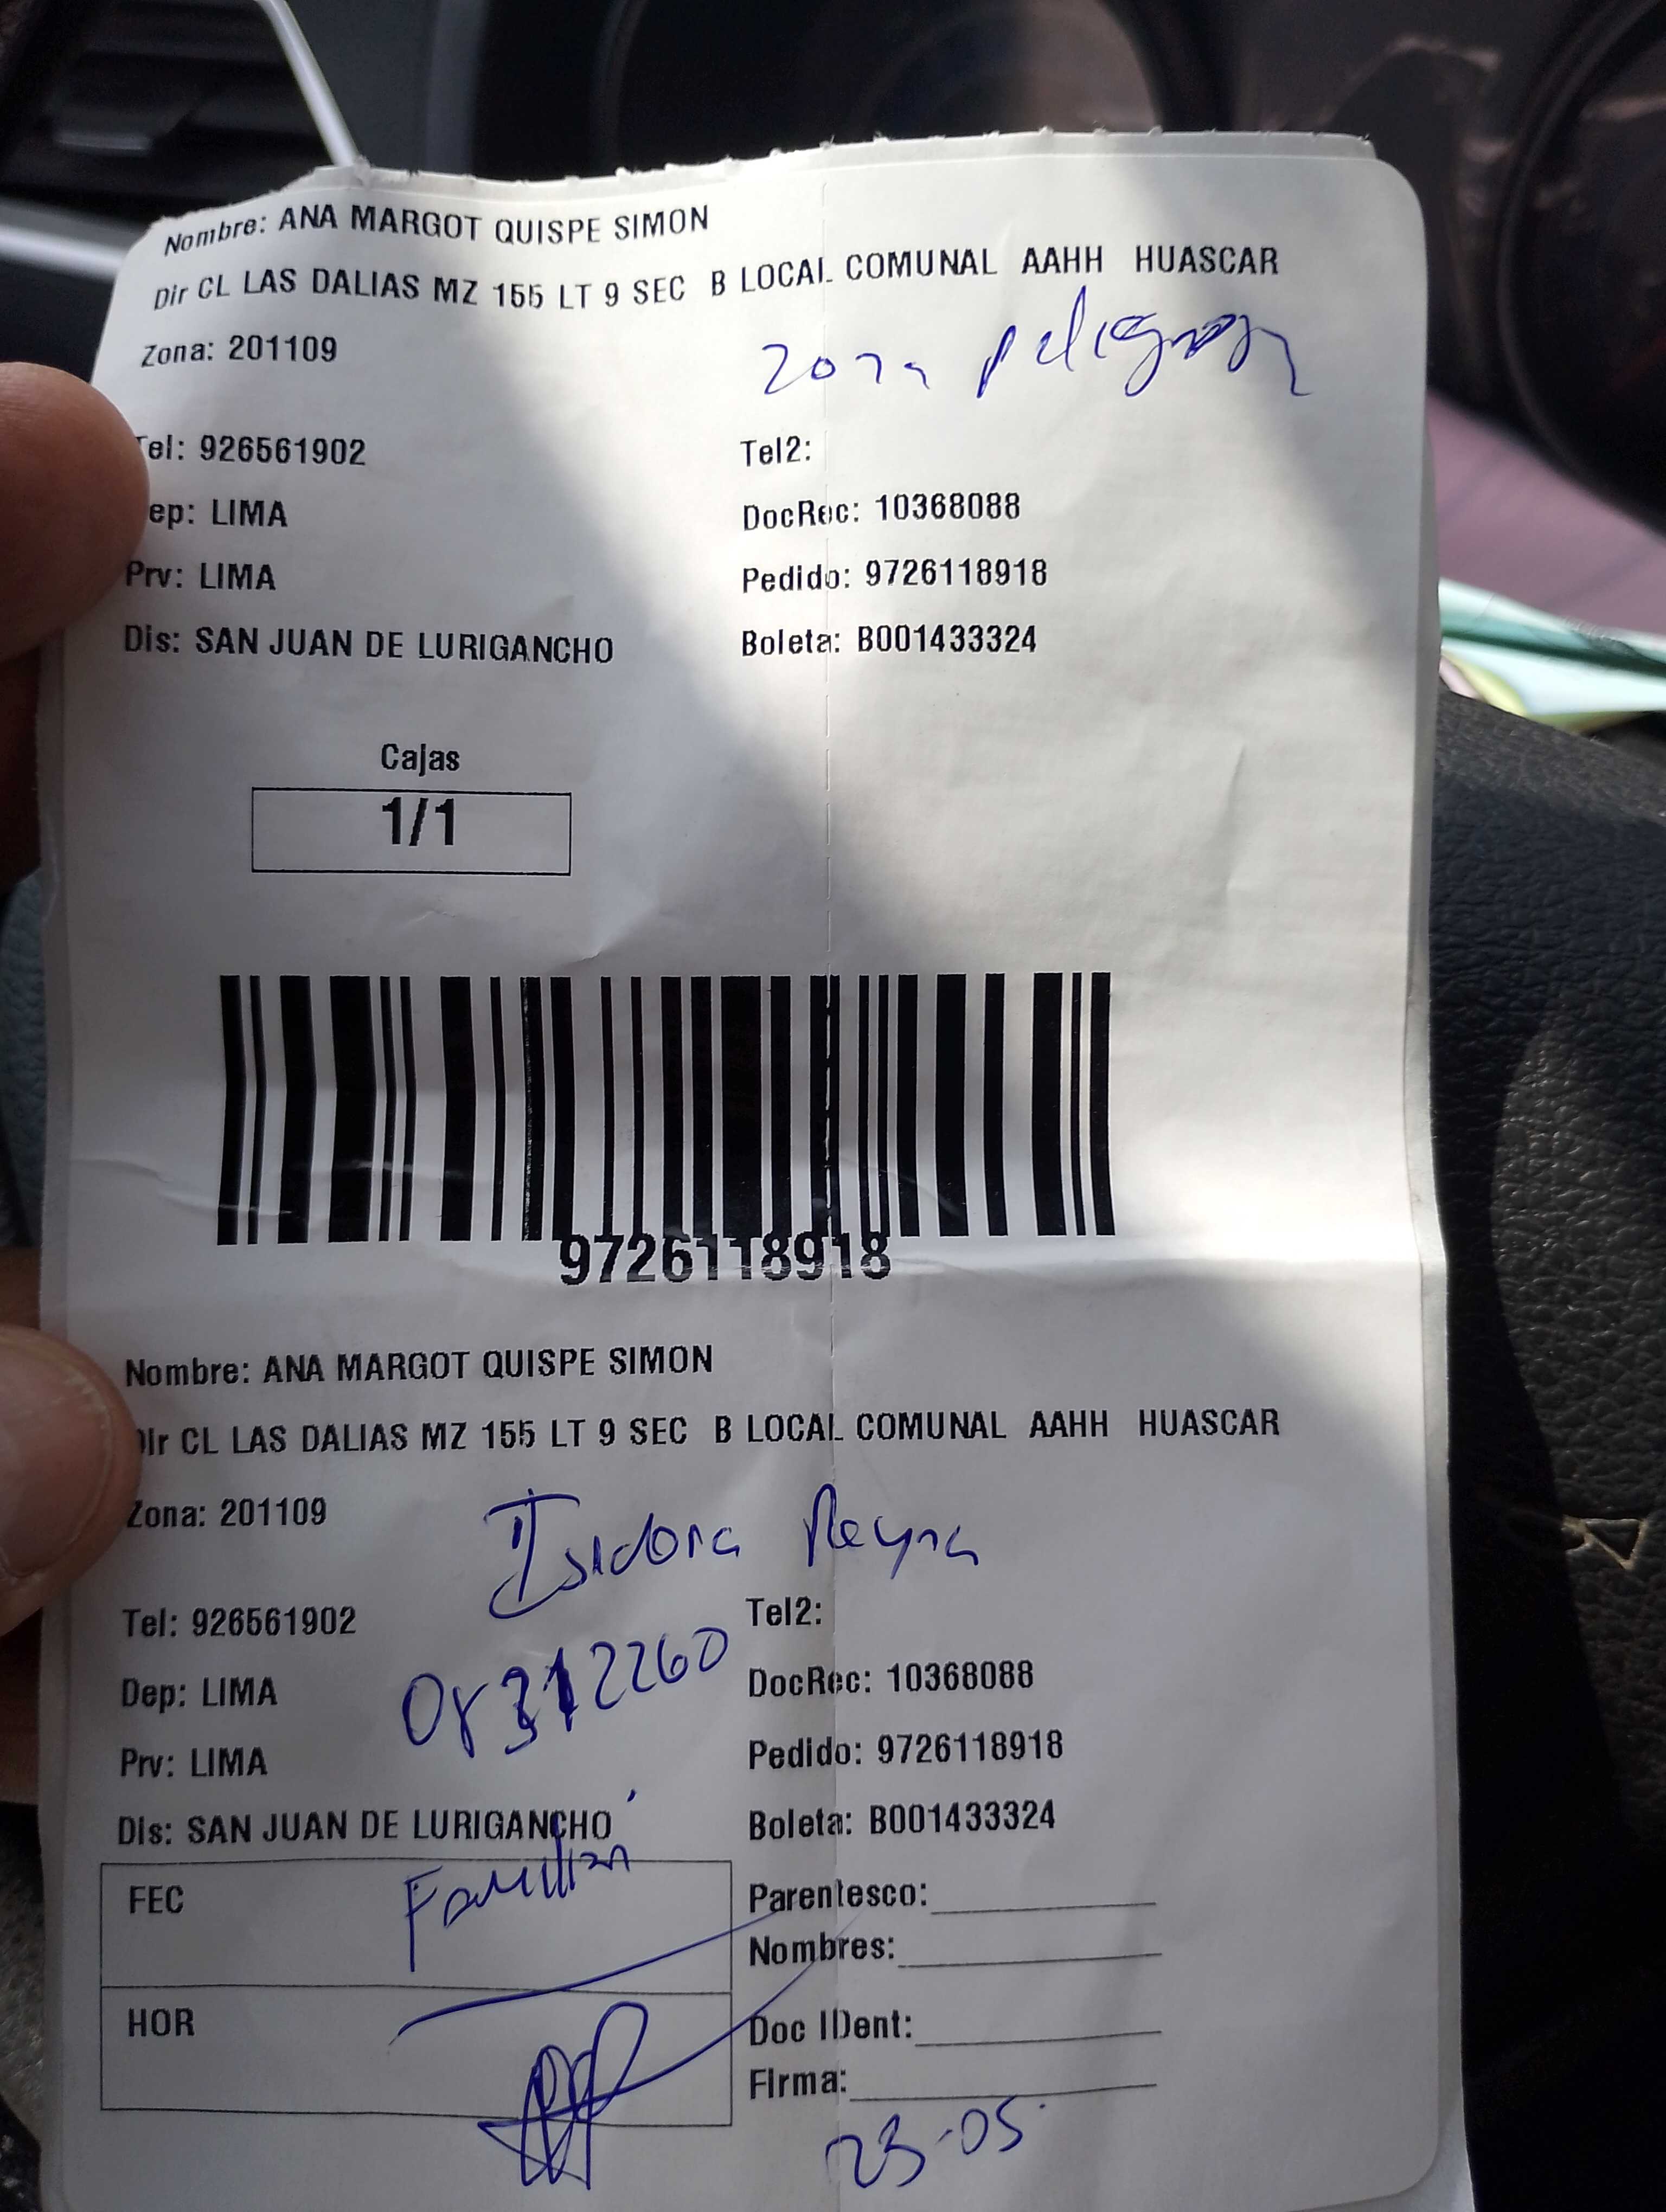 Nombre: ANA MARGOT QUISPE SIMON
Dir CL LAS DALIAS MZ 155 LT 9 SEC B LOCAL COMUNAL AAHH HUASCAR
Zona: 201109
zona peligrosa
Tel: 926561902 Tel2:
Dep: LIMA DocRec: 10368088
Prv: LIMA Pedido: 9726118918
Dis: SAN JUAN DE LURIGANCHO Boleta: B001433324
Cajas
1/1
9726118918
Nombre: ANA MARGOT QUISPE SIMON
Dir CL LAS DALIAS MZ 155 LT 9 SEC B LOCAL COMUNAL AAHH HUASCAR
Zona: 201109
Isidora Reyna
Tel: 926561902 Tel2:
Dep: LIMA DocRec: 10368088
Prv: LIMA Pedido: 9726118918
Dis: SAN JUAN DE LURIGANCHO Boleta: B001433324
FEC Familiar Parentesco:
Nombres:
HOR Doc IDent:
Firma:
23-05